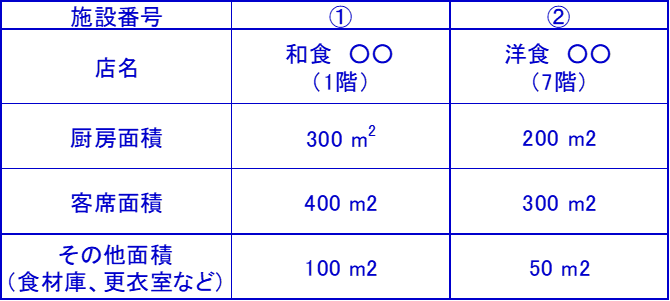 施設番号 ① ②
店名 和食 〇〇 洋食 〇〇
（1階） （7階）
厨房面積 300 m² 200 m2
客席面積 400 m2 300 m2
その他面積
（食材庫、更衣室など） 100 m2 50 m2